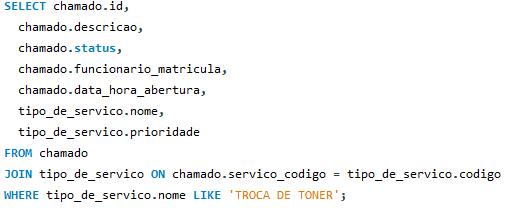 SELECT chamado.id,
chamado.descricao,
chamado.status,
chamado.funcionario_matricula,
chamado.data_hora_abertura,
tipo_de_servico.nome,
tipo_de_servico.prioridade
FROM chamado
JOIN tipo_de_servico ON chamado.servico_codigo = tipo_de_servico.codigo
WHERE tipo_de_servico.nome LIKE 'TROCA DE TONER';